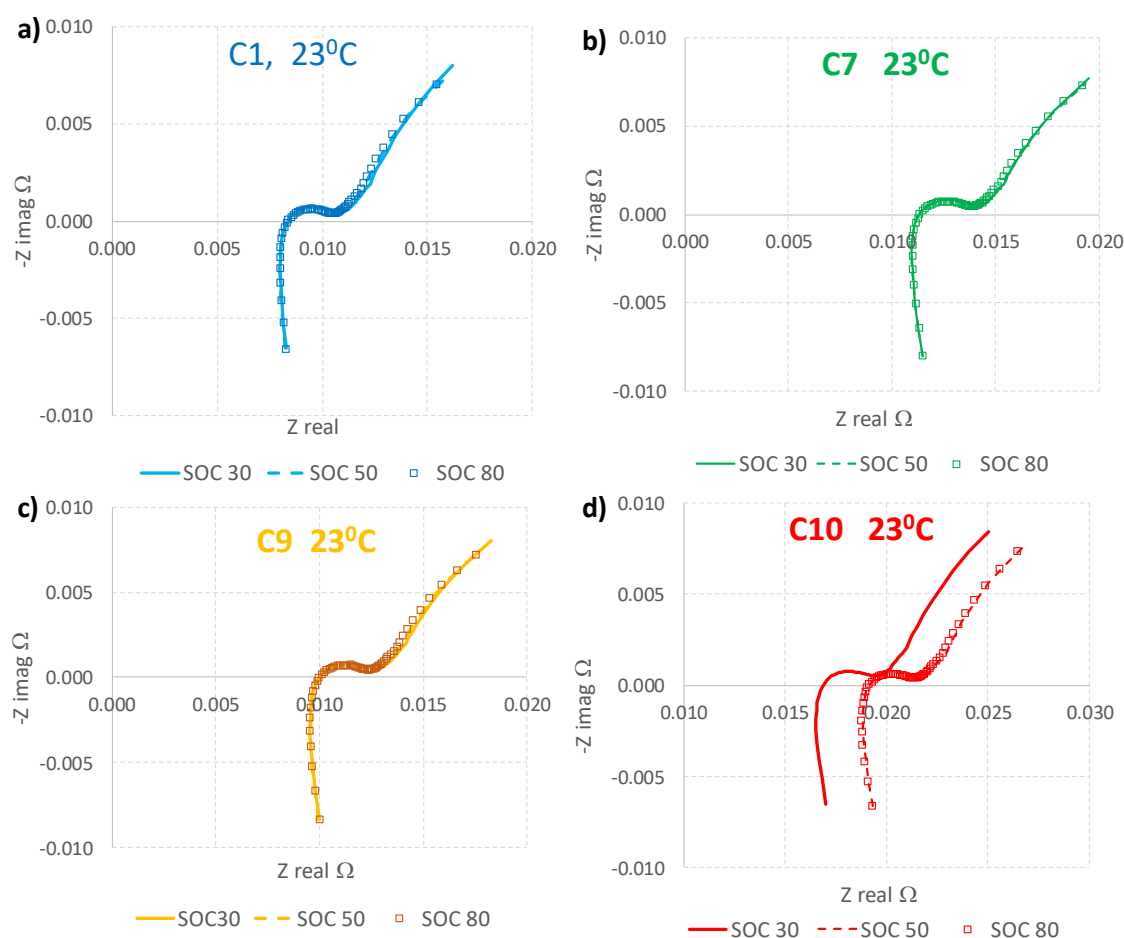 a)
C1, 23⁰C
0.010
0.005
0.000
-0.005
-0.010
0.000 0.005 0.010 0.015 0.020
-Z imag Ω
Z real
SOC 30 SOC 50 SOC 80
b)
C7 23⁰C
0.010
0.005
0.000
-0.005
-0.010
0.000 0.005 0.010 0.015 0.020
-Z imag Ω
Z real Ω
SOC 30 SOC 50 SOC 80
c)
C9 23⁰C
0.010
0.005
0.000
-0.005
-0.010
0.000 0.005 0.010 0.015 0.020
-Z imag Ω
Z real Ω
SOC30 SOC 50 SOC 80
d)
C10 23⁰C
0.010
0.005
0.000
-0.005
-0.010
0.010 0.015 0.020 0.025 0.030
-Z imag Ω
Z real Ω
SOC 30 SOC 50 SOC 80